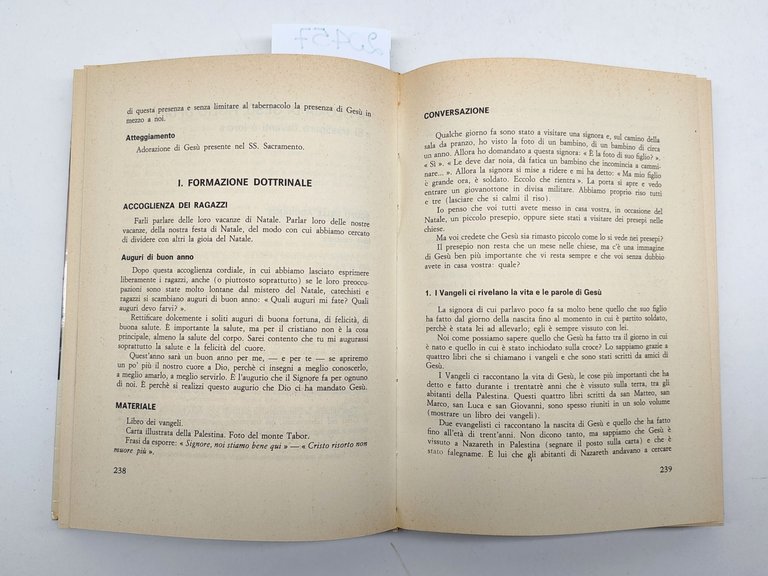 di questa presenza e senza limitare al tabernacolo la presenza di Gesù in
mezzo a noi.
Atteggiamento
Adorazione di Gesù presente nel SS. Sacramento.
I. FORMAZIONE DOTTRINALE
ACCOGLIENZA DEI RAGAZZI
Farli parlare delle loro vacanze di Natale. Parlar loro delle nostre
vacanze, della nostra festa di Natale, del modo con cui abbiamo cercato
di dividere con altri la gioia del Natale.
Auguri di buon anno
Dopo questa accoglienza cordiale, in cui abbiamo lasciato esprimere
liberamente i ragazzi, anche (o piuttosto soprattutto) se le loro preoccu-
pazioni sono state molto lontane dal mistero del Natale, catechisti e
ragazzi si scambiano auguri di buon anno: « Quali auguri mi fate? Quali
auguri devo farvi? ».
Rettificare dolcemente i soliti auguri di buona fortuna, di felicità, di
buona salute. È importante la salute, ma per il cristiano non è la cosa
principale, almeno la salute del corpo. Sarei contento che tu mi augurassi
soprattutto la salute e la felicità del cuore.
Quest'anno sarà un buon anno per me, — e per te — se apriremo
un po' più il nostro cuore a Dio, perchè ci insegni a meglio conoscerlo,
a meglio amarlo, a meglio servirlo. È l'augurio che il Signore fa per ognuno
di noi. È perchè si realizzi questo augurio che Dio ci ha mandato Gesù.
MATERIALE
Libro dei vangeli.
Carta illustrata della Palestina. Foto del monte Tabor.
Frasi da esporre: « Signore, noi stiamo bene qui » — « Cristo risorto non
muore più ».
238
CONVERSAZIONE
Qualche giorno fa sono stato a visitare una signora e, sul camino della
sala da pranzo, ho visto la foto di un bambino, di un bambino di circa
un anno. Allora ho domandato a questa signora: « È la foto di suo figlio? ».
« Sì ». « Le deve dar noia, dà fatica un bambino che incomincia a cammi-
nare... ». Allora la signora si mise a ridere e mi ha detto: « Ma mio figlio
è grande ora, è soldato. Eccolo che rientra ». La porta si apre e vedo
entrare un giovanottone in divisa militare. Abbiamo proprio riso tutti
e tre (lasciare che si calmi il riso).
Io penso che voi tutti avete messo in casa vostra, in occasione del
Natale, un piccolo presepio, oppure siete stati a visitare dei presepi nelle
chiese.
Ma voi credete che Gesù sia rimasto piccolo come lo si vede nei presepi?
Il presepio non resta che un mese nelle chiese, ma c'è una immagine
di Gesù ben più importante che vi resta sempre e che voi senza dubbio
avete in casa vostra: quale?
1. I Vangeli ci rivelano la vita e le parole di Gesù
La signora di cui parlavo poco fa sa molto bene quello che suo figlio
ha fatto dal giorno della nascita fino al momento in cui è partito soldato,
perchè è stata lei ad allevarlo; egli è sempre vissuto con lei.
Noi come possiamo sapere quello che Gesù ha fatto tra il giorno in cui
è nato e quello in cui è stato inchiodato sulla croce? Lo sappiamo grazie a
quattro libri che si chiamano i vangeli e che sono stati scritti da amici di
Gesù.
I Vangeli ci raccontano la vita di Gesù, le cose più importanti che ha
detto e fatto durante i trentatrè anni che è vissuto sulla terra, tra gli
abitanti della Palestina. Questi quattro libri scritti da san Matteo, san
Marco, san Luca e san Giovanni, sono spesso riuniti in un solo volume
(mostrare un libro dei vangeli).
Due evangelisti ci raccontano la nascita di Gesù e quello che ha fatto
fino all'età di trent'anni. Non dicono tanto, ma sappiamo che Gesù è
vissuto a Nazareth in Palestina (segnare il posto sulla carta) e che è
stato falegname. È lui che gli abitanti di Nazareth andavano a cercare
239